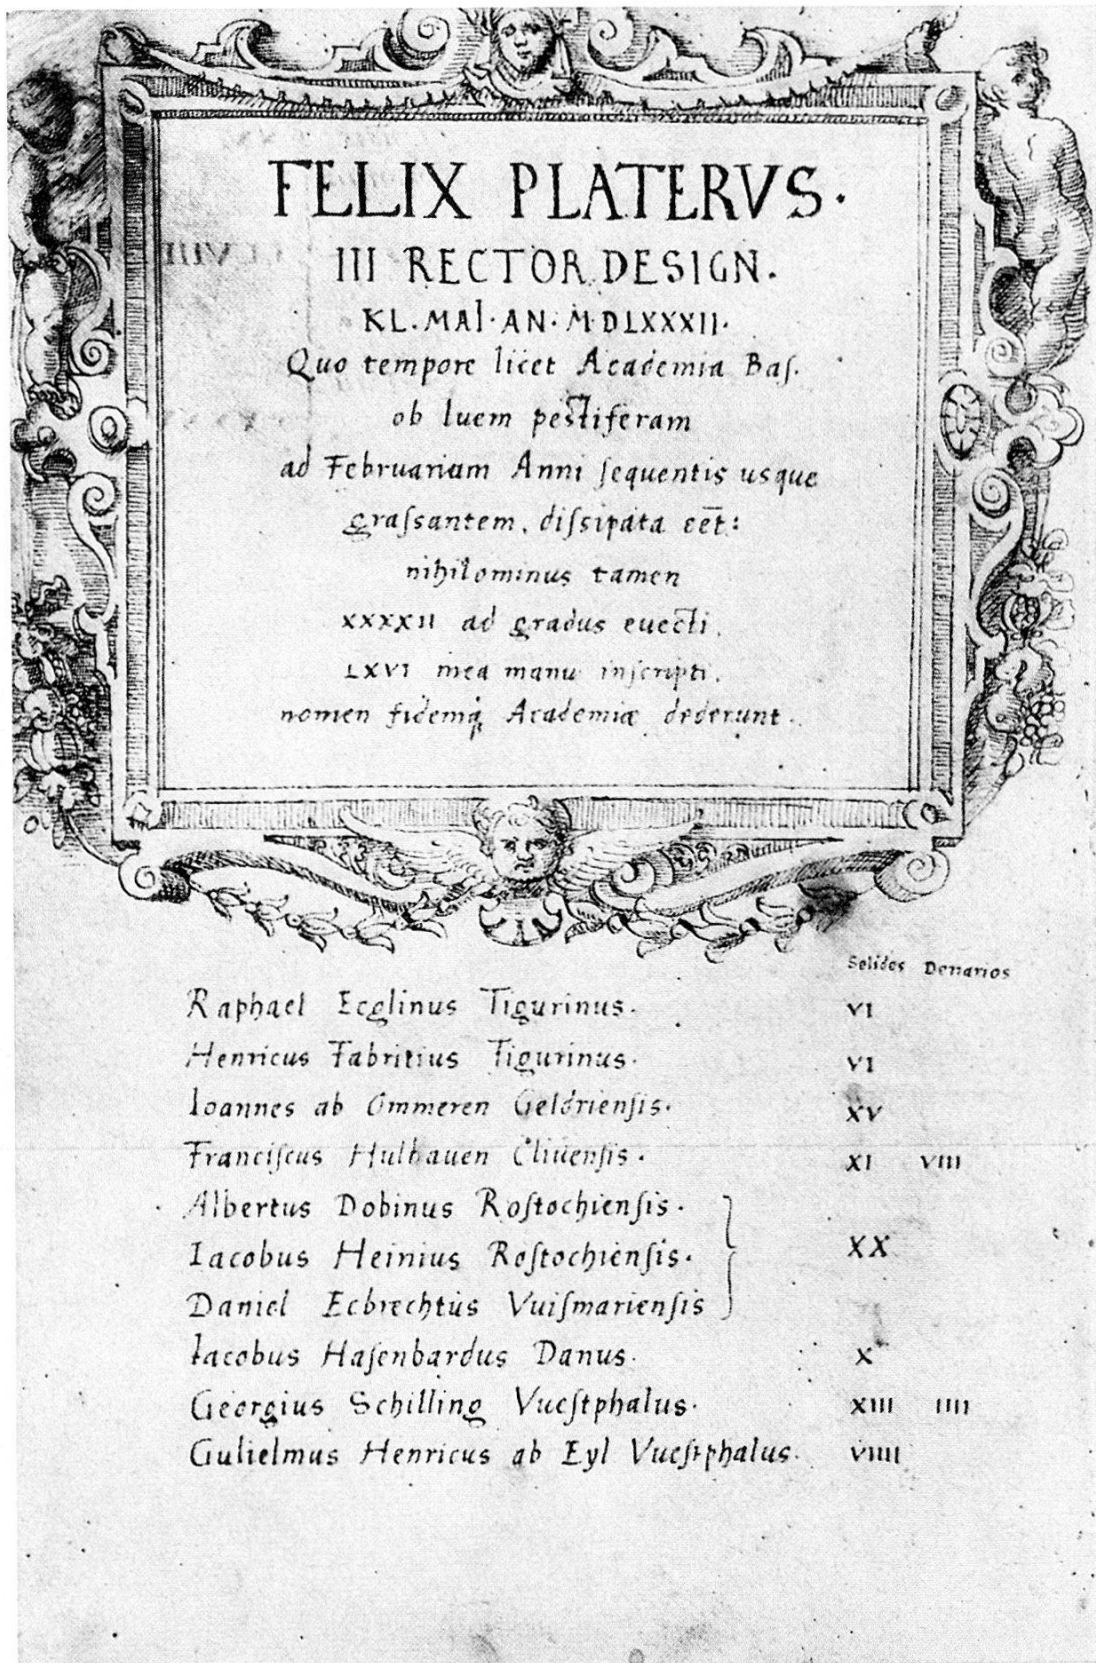 FELIX PLATERVS.
III RECTOR DESIGN.
KL. MAI. AN. MDLXXXII.
Quo tempore licet Academia Baſ.
ob luem peſtiferam
ad Februarium Anni ſequentis usque
graſsantem, diſsipata eēt:
nihilominus tamen
XXXXII ad gradus euecti,
LXVI mea manu inſcripti,
nomen fidemq́ Academiæ dederunt.
Solidos Denarios
Raphael Ecglinus Tigurinus. VI
Henricus Fabritius Tigurinus. VI
Ioannes ab Ommeren Geldrienſis. XV
Franciſcus Hulhauen Cliuenſis. XI VIII
Albertus Dobinus Roſtochienſis.
Iacobus Heinius Roſtochienſis. XX
Daniel Ecbrechtus Vuiſmarienſis
Iacobus Haſenbardus Danus. X
Georgius Schilling Vueſtphalus. XIII IIII
Gulielmus Henricus ab Eyl Vueſtphalus. VIIII